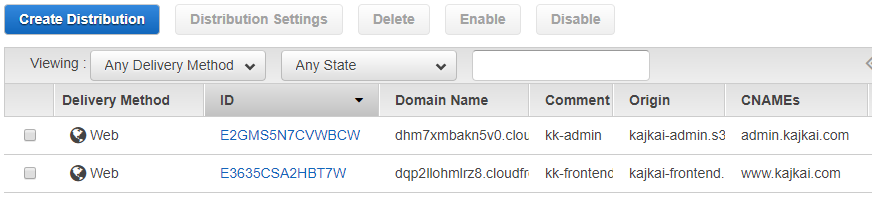 Create Distribution Distribution Settings Delete Enable Disable
Viewing : Any Delivery Method Any State
Delivery Method ID Domain Name Comment Origin CNAMEs
Web E2GMS5N7CVWBCW dhm7xmbakn5v0.clou kk-admin kajkai-admin.s3 admin.kajkai.com
Web E3635CSA2HBT7W dqp2llohmlrz8.cloudfr kk-frontend kajkai-frontend. www.kajkai.com